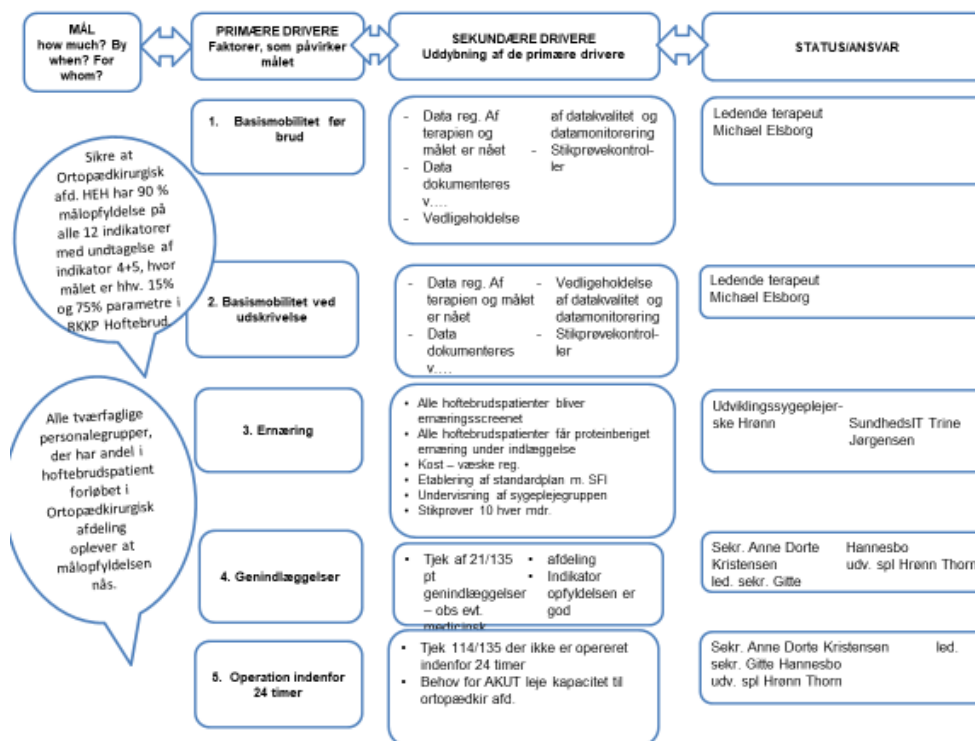 MÅL
how much? By
when? For
whom?
PRIMÆRE DRIVERE
Faktorer, som påvirker
målet
SEKUNDÆRE DRIVERE
Uddybning af de primære drivere
STATUS/ANSVAR
Sikre at
Ortopædkirurgisk
afd. HEH har 90 %
målopfyldelse på
alle 12 indikatorer
med undtagelse af
indikator 4+5, hvor
målet er hhv. 15%
og 75% parametre i
RKKP Hoftebrud.
Alle tværfaglige
personalegrupper,
der har andel i
hoftebrudspatient
forløbet i
Ortopædkirurgisk
afdeling
oplever at
målopfyldelsen
nås.
1. Basismobilitet før
brud
- Data reg. Af
terapien og
målet er nået
- Data
dokumenteres
v....
- Vedligeholdelse
af datakvalitet og
datamonitorering
- Stikprøvekontrol-
ler
Ledende terapeut
Michael Elsborg
2. Basismobilitet ved
udskrivelse
- Data reg. Af
terapien og målet
er nået
- Data
dokumenteres
v....
- Vedligeholdelse
af datakvalitet og
datamonitorering
- Stikprøvekontrol-
ler
Ledende terapeut
Michael Elsborg
3. Ernæring
• Alle hoftebrudspatienter bliver
ernæringsscreenet
• Alle hoftebrudspatienter får proteinberiget
ernæring under indlæggelse
• Kost – væske reg.
• Etablering af standardplan m. SFI
• Undervisning af sygeplejegruppen
• Stikprøver 10 hver mdr.
Udviklingssygeplejer-
ske Hrønn
SundhedsIT Trine
Jørgensen
4. Genindlæggelser
• Tjek af 21/135
pt
genindlæggelser
– obs evt.
medicinsk
• afdeling
• Indikator
opfyldelsen er
god
Sekr. Anne Dorte
Kristensen
led. sekr. Gitte
Hannesbo
udv. spl Hrønn Thorn
5. Operation indenfor
24 timer
• Tjek 114/135 der ikke er opereret
indenfor 24 timer
• Behov for AKUT leje kapacitet til
ortopædkir afd.
Sekr. Anne Dorte Kristensen led.
sekr. Gitte Hannesbo
udv. spl Hrønn Thorn